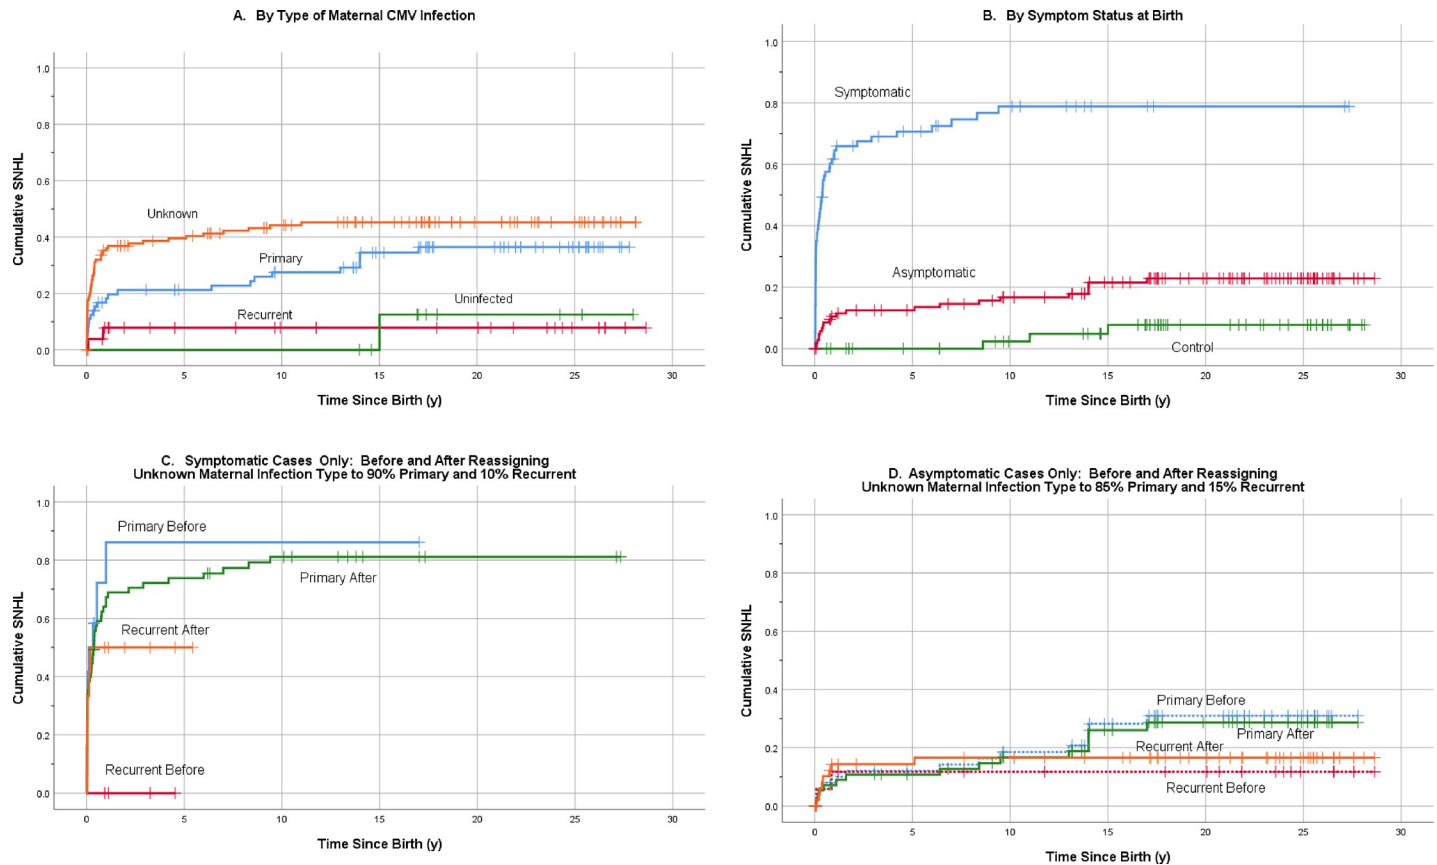 A. By Type of Maternal CMV Infection
1.0
0.8
0.6
0.4
0.2
0.0
Cumulative SNHL
Unknown
Primary
Uninfected
Recurrent
0 5 10 15 20 25 30
Time Since Birth (y)
B. By Symptom Status at Birth
1.0
0.8
0.6
0.4
0.2
0.0
Cumulative SNHL
Symptomatic
Asymptomatic
Control
0 5 10 15 20 25 30
Time Since Birth (y)
C. Symptomatic Cases Only: Before and After Reassigning
Unknown Maternal Infection Type to 90% Primary and 10% Recurrent
1.0
0.8
0.6
0.4
0.2
0.0
Cumulative SNHL
Primary Before
Primary After
Recurrent After
Recurrent Before
0 5 10 15 20 25 30
Time Since Birth (y)
D. Asymptomatic Cases Only: Before and After Reassigning
Unknown Maternal Infection Type to 85% Primary and 15% Recurrent
1.0
0.8
0.6
0.4
0.2
0.0
Cumulative SNHL
Primary Before
Primary After
Recurrent After
Recurrent Before
0 5 10 15 20 25 30
Time Since Birth (y)